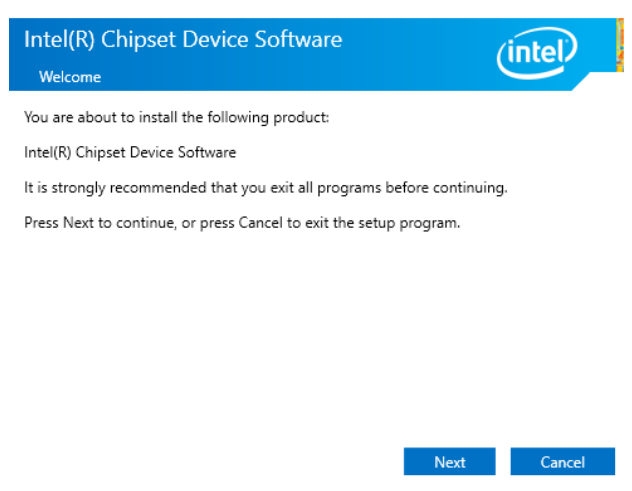 Intel(R) Chipset Device Software
intel
Welcome
You are about to install the following product:
Intel(R) Chipset Device Software
It is strongly recommended that you exit all programs before continuing.
Press Next to continue, or press Cancel to exit the setup program.
Next
Cancel